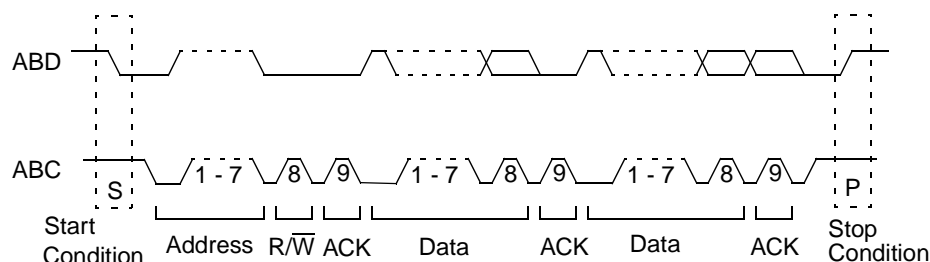 ABD
ABC
S 1 - 7 8 9 1 - 7 8 9 1 - 7 8 9 P
Start Condition Address R/W̅ ACK Data ACK Data ACK Stop Condition